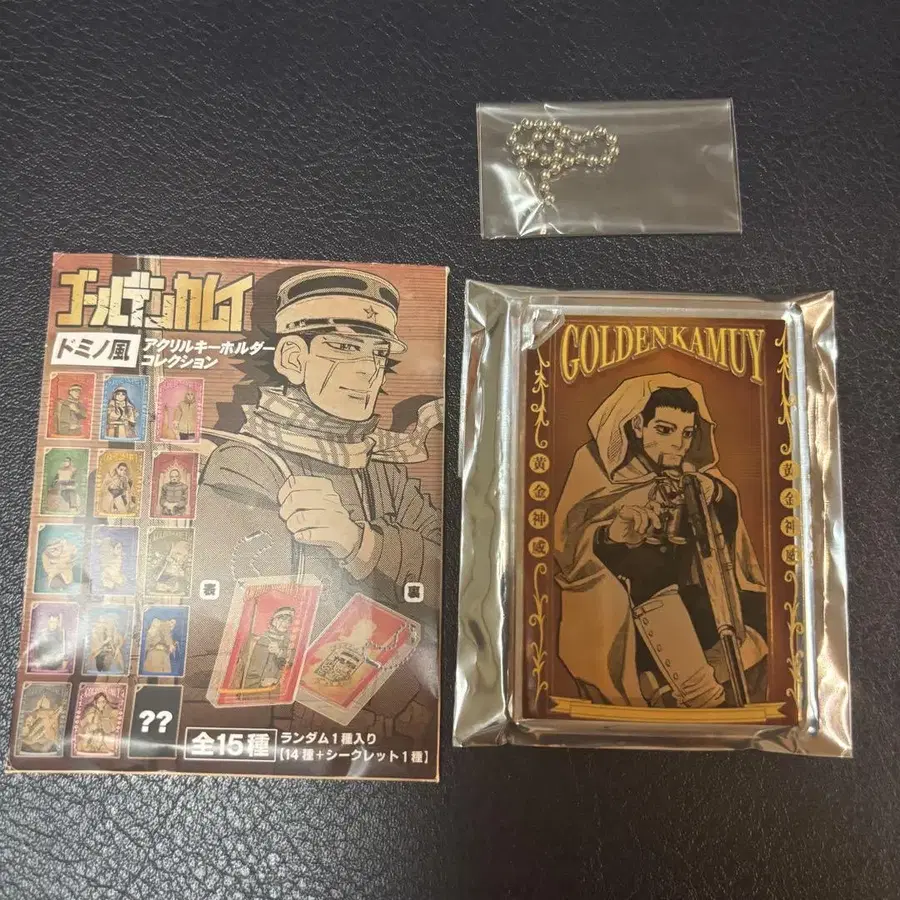 ゴールデンカムイ
ドミノ風
アクリルキーホルダー
コレクション
表
裏
??
全15種
ランダム1種入り
【14種+シークレット1種】
GOLDENKAMUY
黄金神威
黄金神威